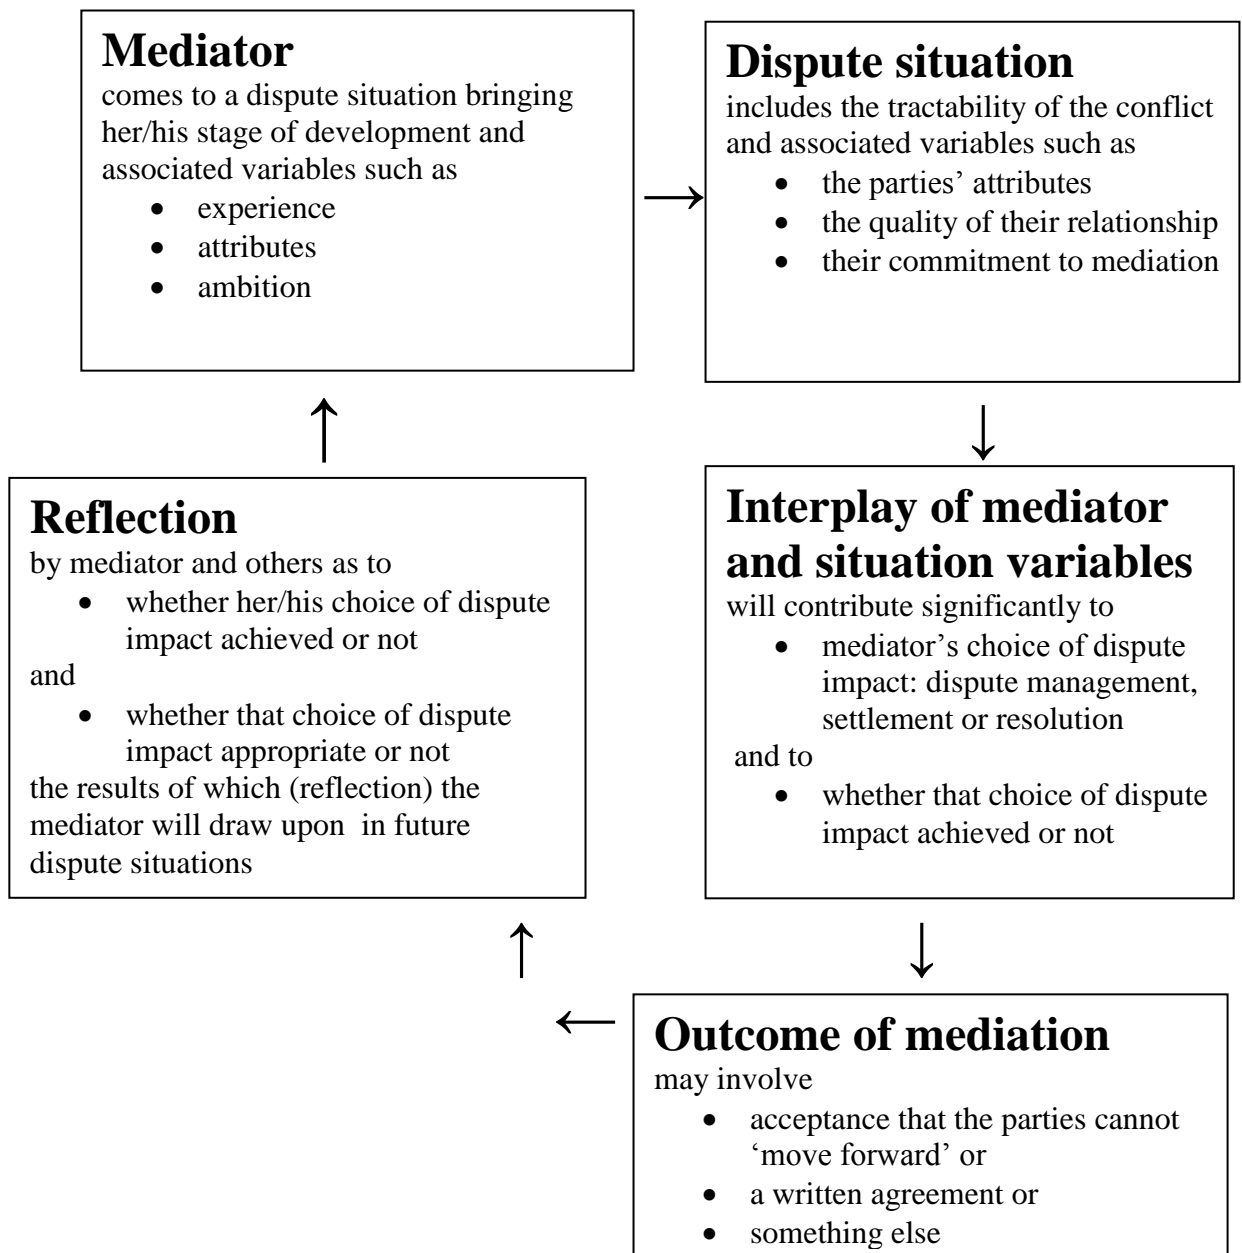 Mediator
comes to a dispute situation bringing
her/his stage of development and
associated variables such as
• experience
• attributes
• ambition
Dispute situation
includes the tractability of the conflict
and associated variables such as
• the parties’ attributes
• the quality of their relationship
• their commitment to mediation
Interplay of mediator
and situation variables
will contribute significantly to
• mediator’s choice of dispute
impact: dispute management,
settlement or resolution
and to
• whether that choice of dispute
impact achieved or not
Outcome of mediation
may involve
• acceptance that the parties cannot
‘move forward’ or
• a written agreement or
• something else
Reflection
by mediator and others as to
• whether her/his choice of dispute
impact achieved or not
and
• whether that choice of dispute
impact appropriate or not
the results of which (reflection) the
mediator will draw upon in future
dispute situations